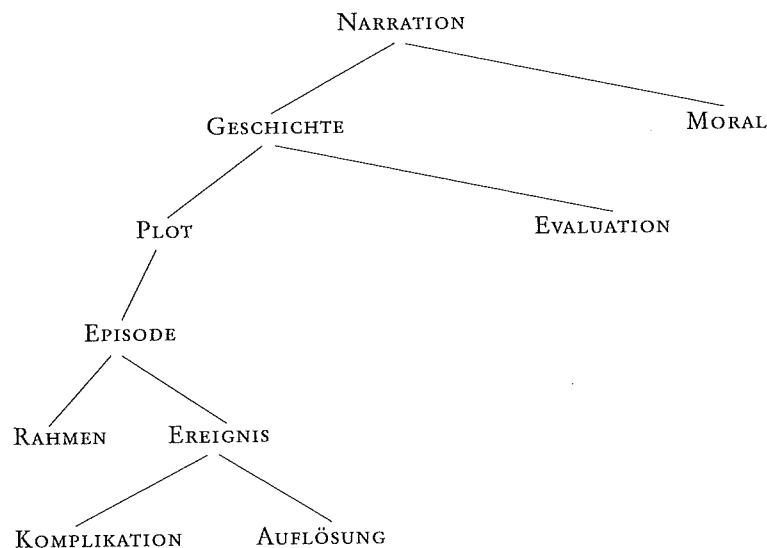 NARRATION
GESCHICHTE MORAL
PLOT EVALUATION
EPISODE
RAHMEN EREIGNIS
KOMPLIKATION AUFLÖSUNG